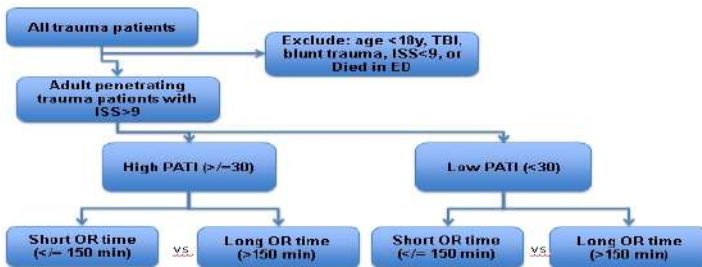 All trauma patients
Exclude: age <18y, TBI,
blunt trauma, ISS<9, or
Died in ED
Adult penetrating
trauma patients with
ISS>9
High PATI (>/=30)
Low PATI (<30)
Short OR time
(</= 150 min)
vs
Long OR time
(>150 min)
Short OR time
(</= 150 min)
vs
Long OR time
(>150 min)